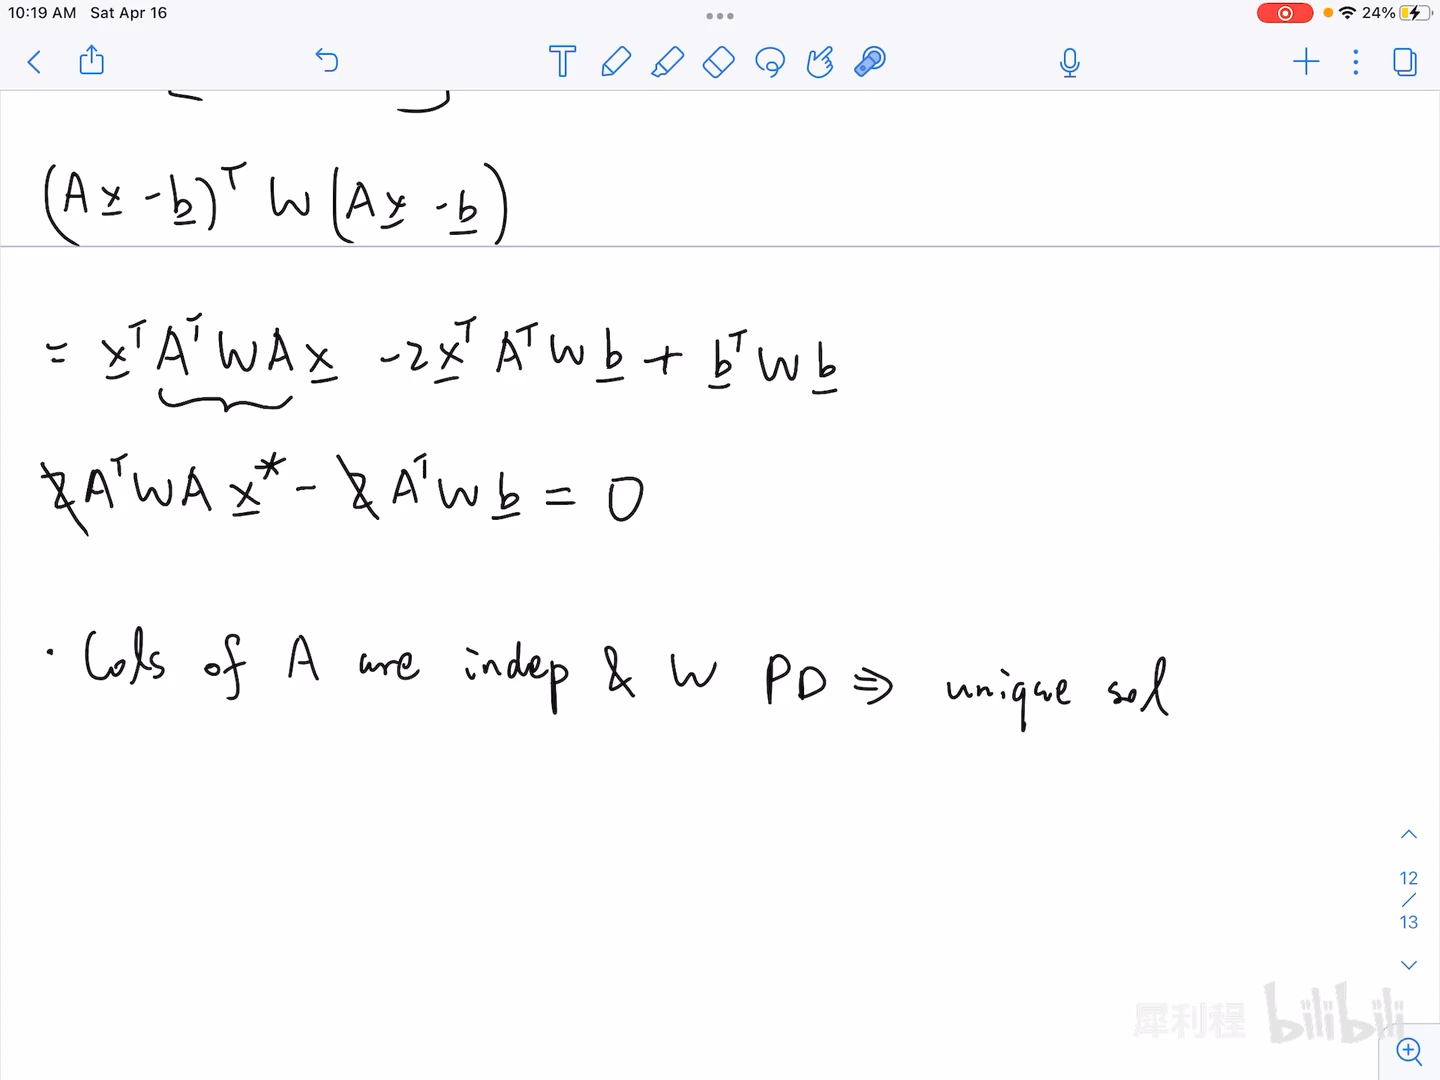 10:19 AM Sat Apr 16
24%
(Ax - b)ᵀ W (Ax - b)
= xᵀAᵀWAx - 2xᵀAᵀWb + bᵀWb
2AᵀWAx* - 2AᵀWb = 0
· Cols of A are indep & W PD ⇒ unique sol
12
/
13
犀利程 bilibili